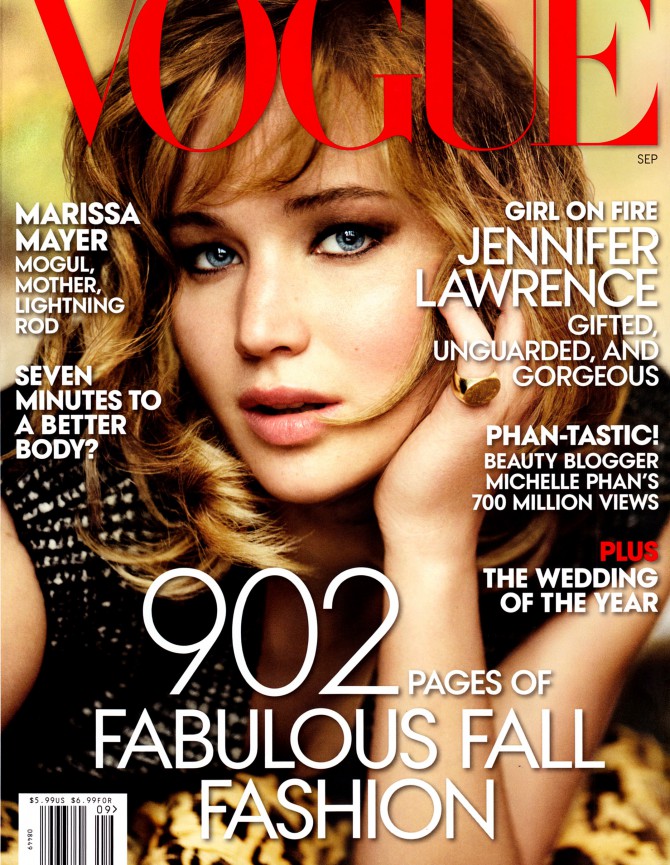 VOGUE
SEP
MARISSA
MAYER
MOGUL,
MOTHER,
LIGHTNING
ROD
SEVEN
MINUTES TO
A BETTER
BODY?
GIRL ON FIRE
JENNIFER
LAWRENCE
GIFTED,
UNGUARDED, AND
GORGEOUS
PHAN-TASTIC!
BEAUTY BLOGGER
MICHELLE PHAN'S
700 MILLION VIEWS
PLUS
THE WEDDING
OF THE YEAR
902 PAGES OF
FABULOUS FALL
FASHION
$5.99US $6.99FOR
09>
08449